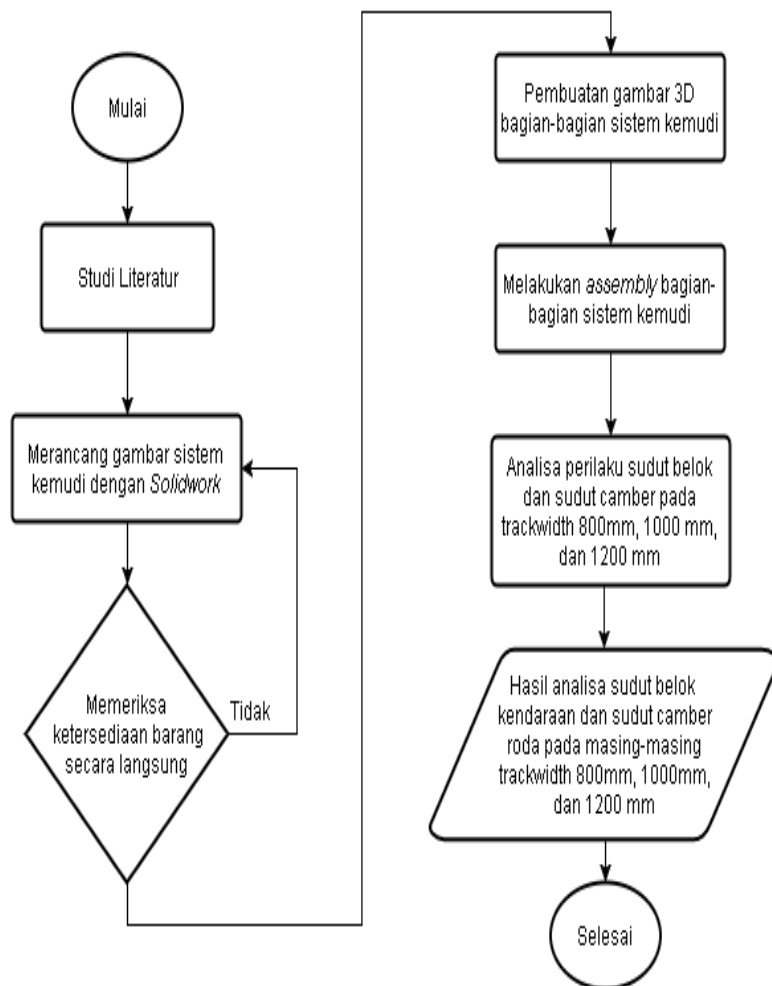 Mulai
Studi Literatur
Merancang gambar sistem
kemudi dengan Solidwork
Memeriksa
ketersediaan barang
secara langsung
Tidak
Pembuatan gambar 3D
bagian-bagian sistem kemudi
Melakukan assembly bagian-
bagian sistem kemudi
Analisa perilaku sudut belok
dan sudut camber pada
trackwidth 800mm, 1000 mm,
dan 1200 mm
Hasil analisa sudut belok
kendaraan dan sudut camber
roda pada masing-masing
trackwidth 800mm, 1000mm,
dan 1200 mm
Selesai